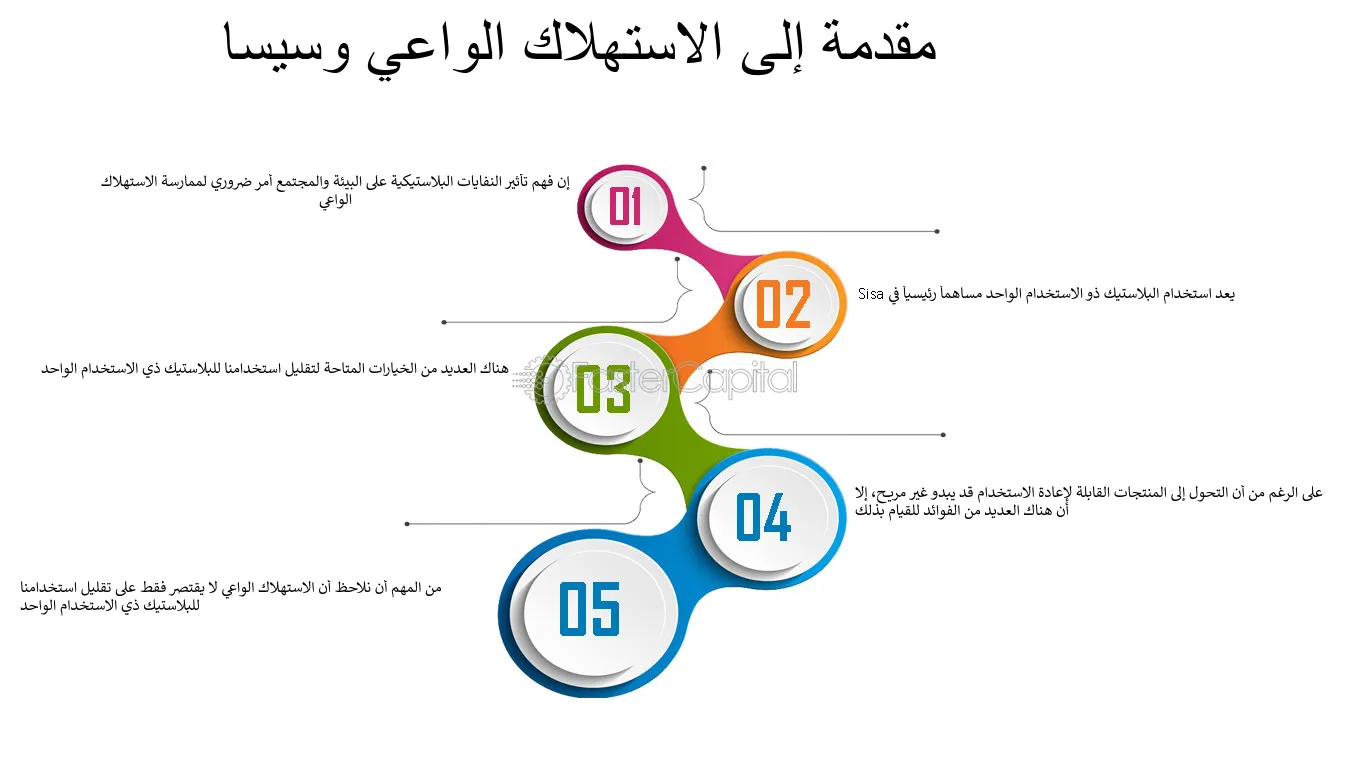 مقدمة إلى الاستهلاك الواعي وسيسا
01
إن فهم تأثير النفايات البلاستيكية على البيئة والمجتمع أمر ضروري لممارسة الاستهلاك
الواعي
02
يعد استخدام البلاستيك ذو الاستخدام الواحد مساهماً رئيسياً في Sisa
03
هناك العديد من الخيارات المتاحة لتقليل استخدامنا للبلاستيك ذي الاستخدام الواحد
FasterCapital
04
على الرغم من أن التحول إلى المنتجات القابلة لإعادة الاستخدام قد يبدو غير مريح، إلا
أن هناك العديد من الفوائد للقيام بذلك
05
من المهم أن نلاحظ أن الاستهلاك الواعي لا يقتصر فقط على تقليل استخدامنا
للبلاستيك ذي الاستخدام الواحد